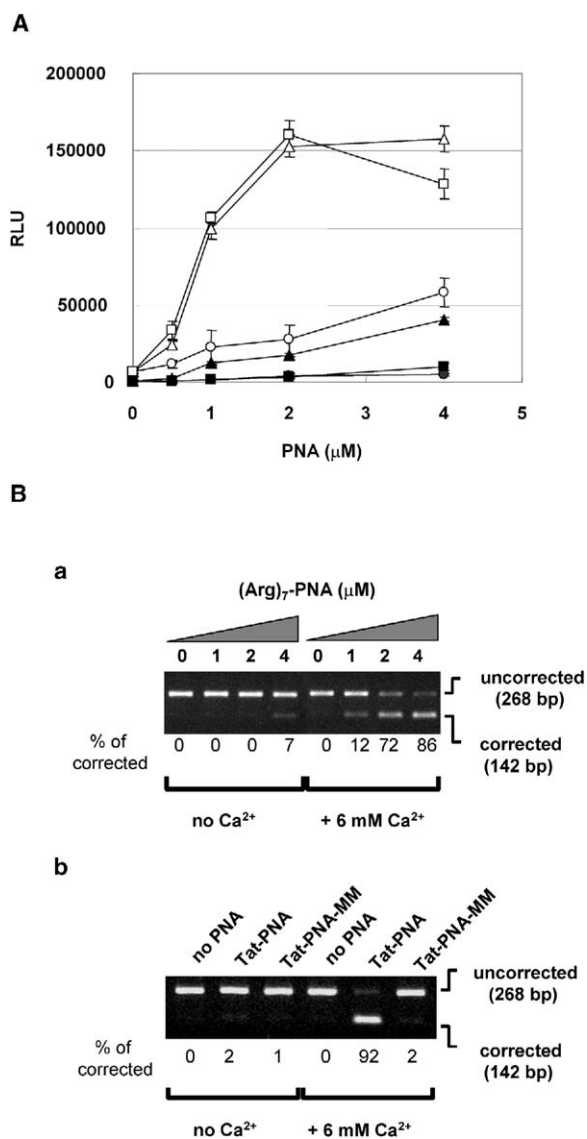 A
200000
150000
100000
50000
0
RLU
0 1 2 3 4 5
PNA (μM)
B
a
(Arg)₇-PNA (μM)
0 1 2 4 0 1 2 4
uncorrected
(268 bp)
% of
corrected
0 0 0 7 0 12 72 86
corrected
(142 bp)
no Ca²⁺ + 6 mM Ca²⁺
b
no PNA Tat-PNA Tat-PNA-MM no PNA Tat-PNA Tat-PNA-MM
uncorrected
(268 bp)
% of
corrected
0 2 1 0 92 2
corrected
(142 bp)
no Ca²⁺ + 6 mM Ca²⁺